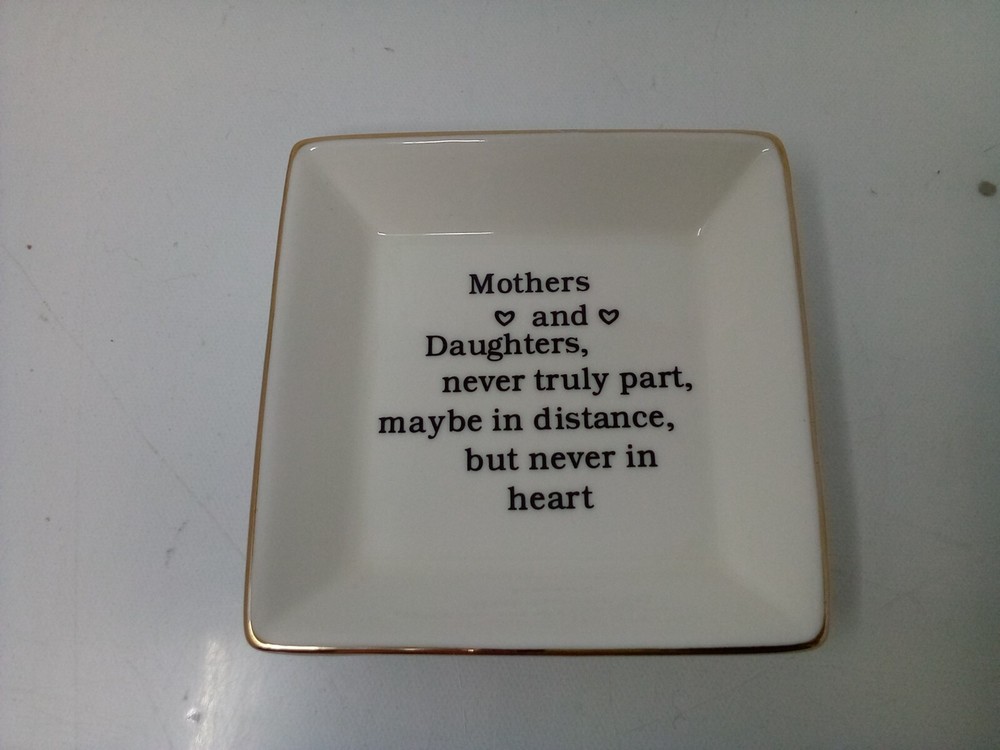 Mothers
♡ and ♡
Daughters,
never truly part,
maybe in distance,
but never in
heart